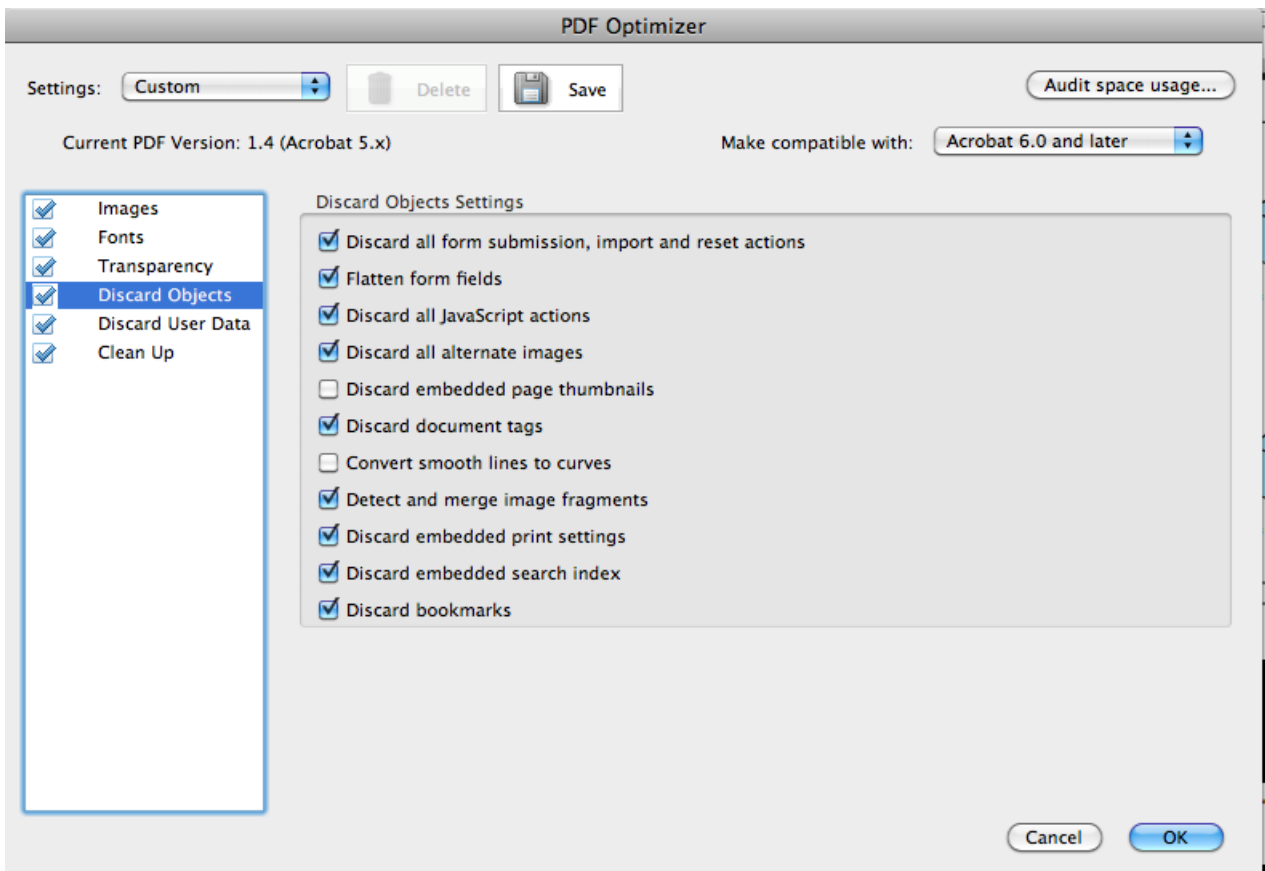 PDF Optimizer
Settings: Custom Delete Save Audit space usage...
Current PDF Version: 1.4 (Acrobat 5.x) Make compatible with: Acrobat 6.0 and later
Images
Fonts
Transparency
Discard Objects
Discard User Data
Clean Up
Discard Objects Settings
Discard all form submission, import and reset actions
Flatten form fields
Discard all JavaScript actions
Discard all alternate images
Discard embedded page thumbnails
Discard document tags
Convert smooth lines to curves
Detect and merge image fragments
Discard embedded print settings
Discard embedded search index
Discard bookmarks
Cancel OK